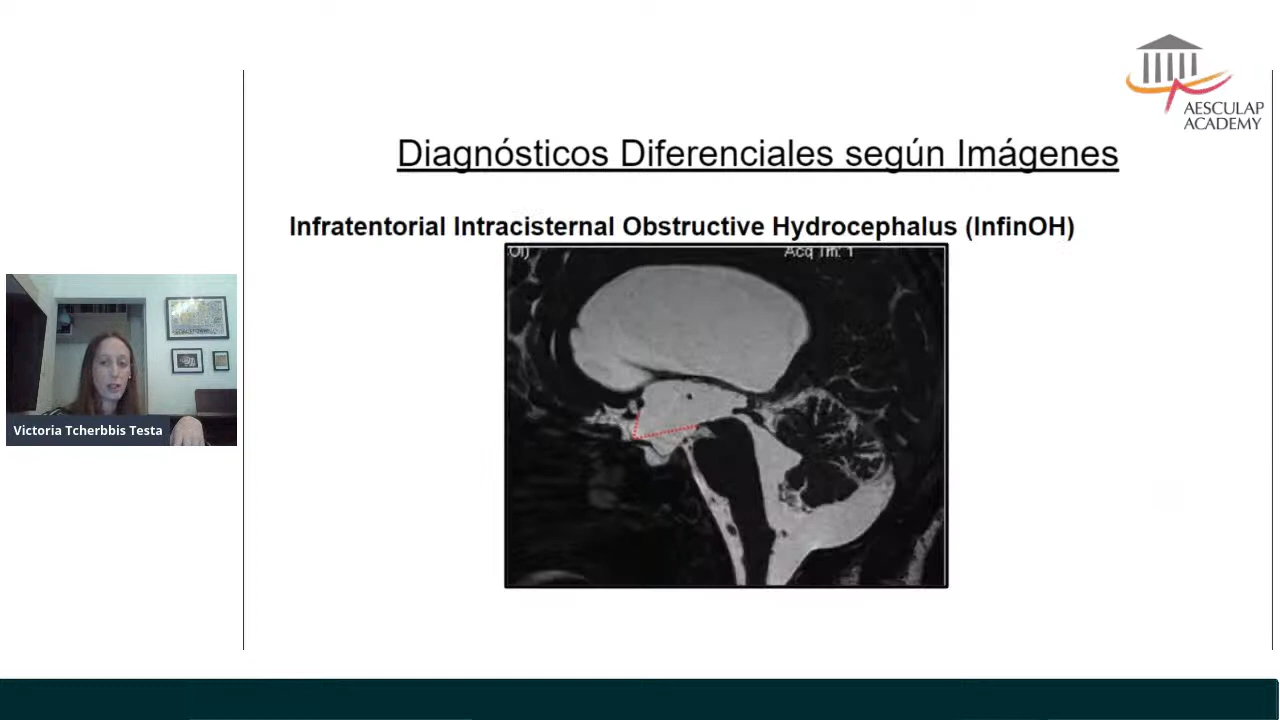 AESCULAP
ACADEMY
Diagnósticos Diferenciales según Imágenes
Infratentorial Intracisternal Obstructive Hydrocephalus (InfinOH)
Acq Tm: 1
Victoria Tcherbbis Testa